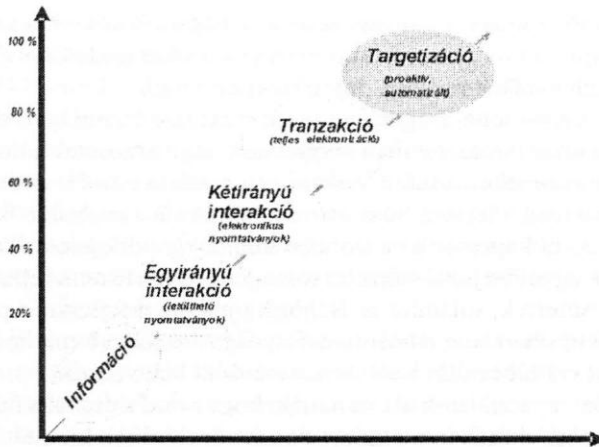 100 %
Targetizáció
(proaktív,
automatizált)
80 %
Tranzakció
(teljes elektronizáció)
60 %
Kétirányú
interakció
(elektronikus
nyomtatványok)
40 %
Egyirányú
interakció
(letölthető
nyomtatványok)
20%
Információ